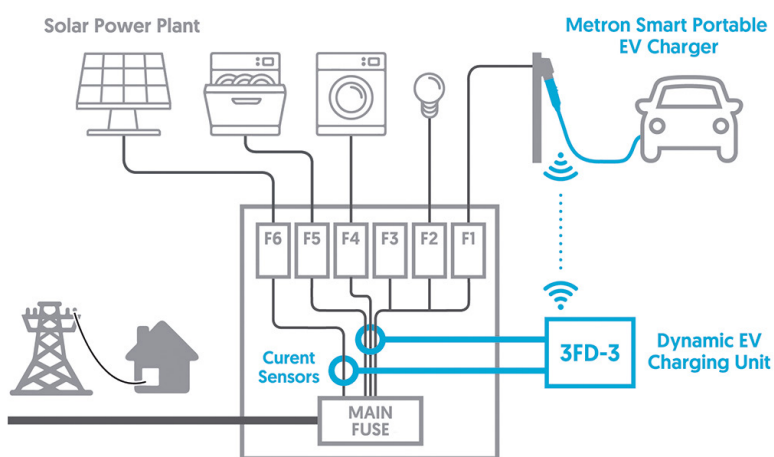 Solar Power Plant
Metron Smart Portable
EV Charger
F6
F5
F4
F3
F2
F1
Curent
Sensors
3FD-3
Dynamic EV
Charging Unit
MAIN
FUSE